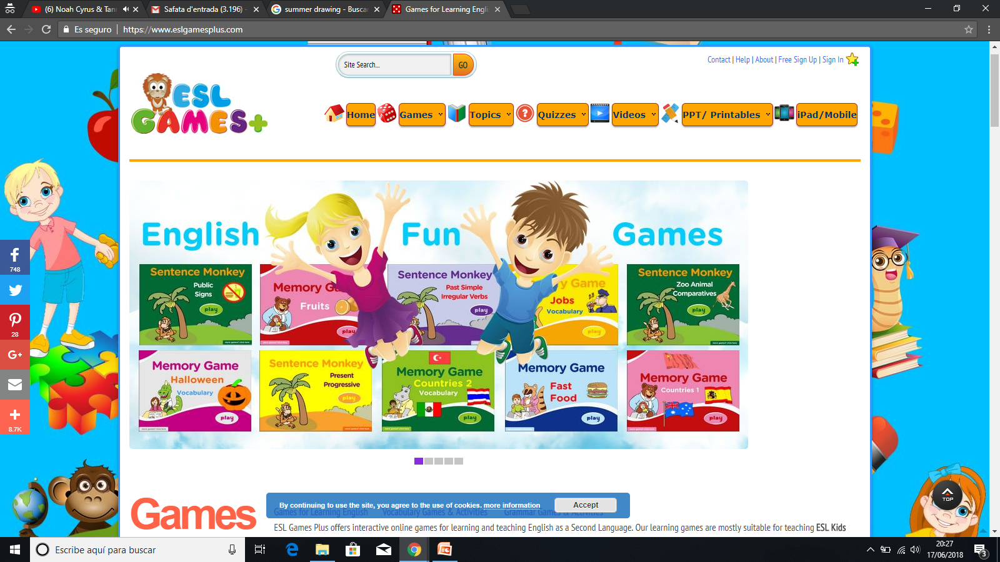 (6) Noah Cyrus & Tan
Safata d'entrada (3.196) -
summer drawing - Busca
Games for Learning Engli
Es seguro
https://www.eslgamesplus.com
Site Search...
GO
Contact | Help | About | Free Sign Up | Sign In
ESL
GAMES+
Home
Games
Topics
Quizzes
Videos
PPT/ Printables
iPad/Mobile
English Fun Games
Sentence Monkey
Public
Signs
play
Memory Ga
Fruits
play
Sentence Monkey
Past Simple
Irregular Verbs
play
ry Game
Jobs
Vocabulary
play
Sentence Monkey
Zoo Animal
Comparatives
play
Memory Game
Halloween
Vocabulary
play
Sentence Monkey
Present
Progressive
play
Memory Game
Countries 2
Vocabulary
play
Memory Game
Fast
Food
play
Memory Game
Countries 1
play
748
28
G+
8.7K
TOP
Games
By continuing to use the site, you agree to the use of cookies. more information
Accept
Games for Learning English Vocabulary Games & Activities Grammar Games & Activities
ESL Games Plus offers interactive online games for learning and teaching English as a Second Language. Our learning games are mostly suitable for teaching ESL Kids
Escribe aquí para buscar
20:27
17/06/2018
3